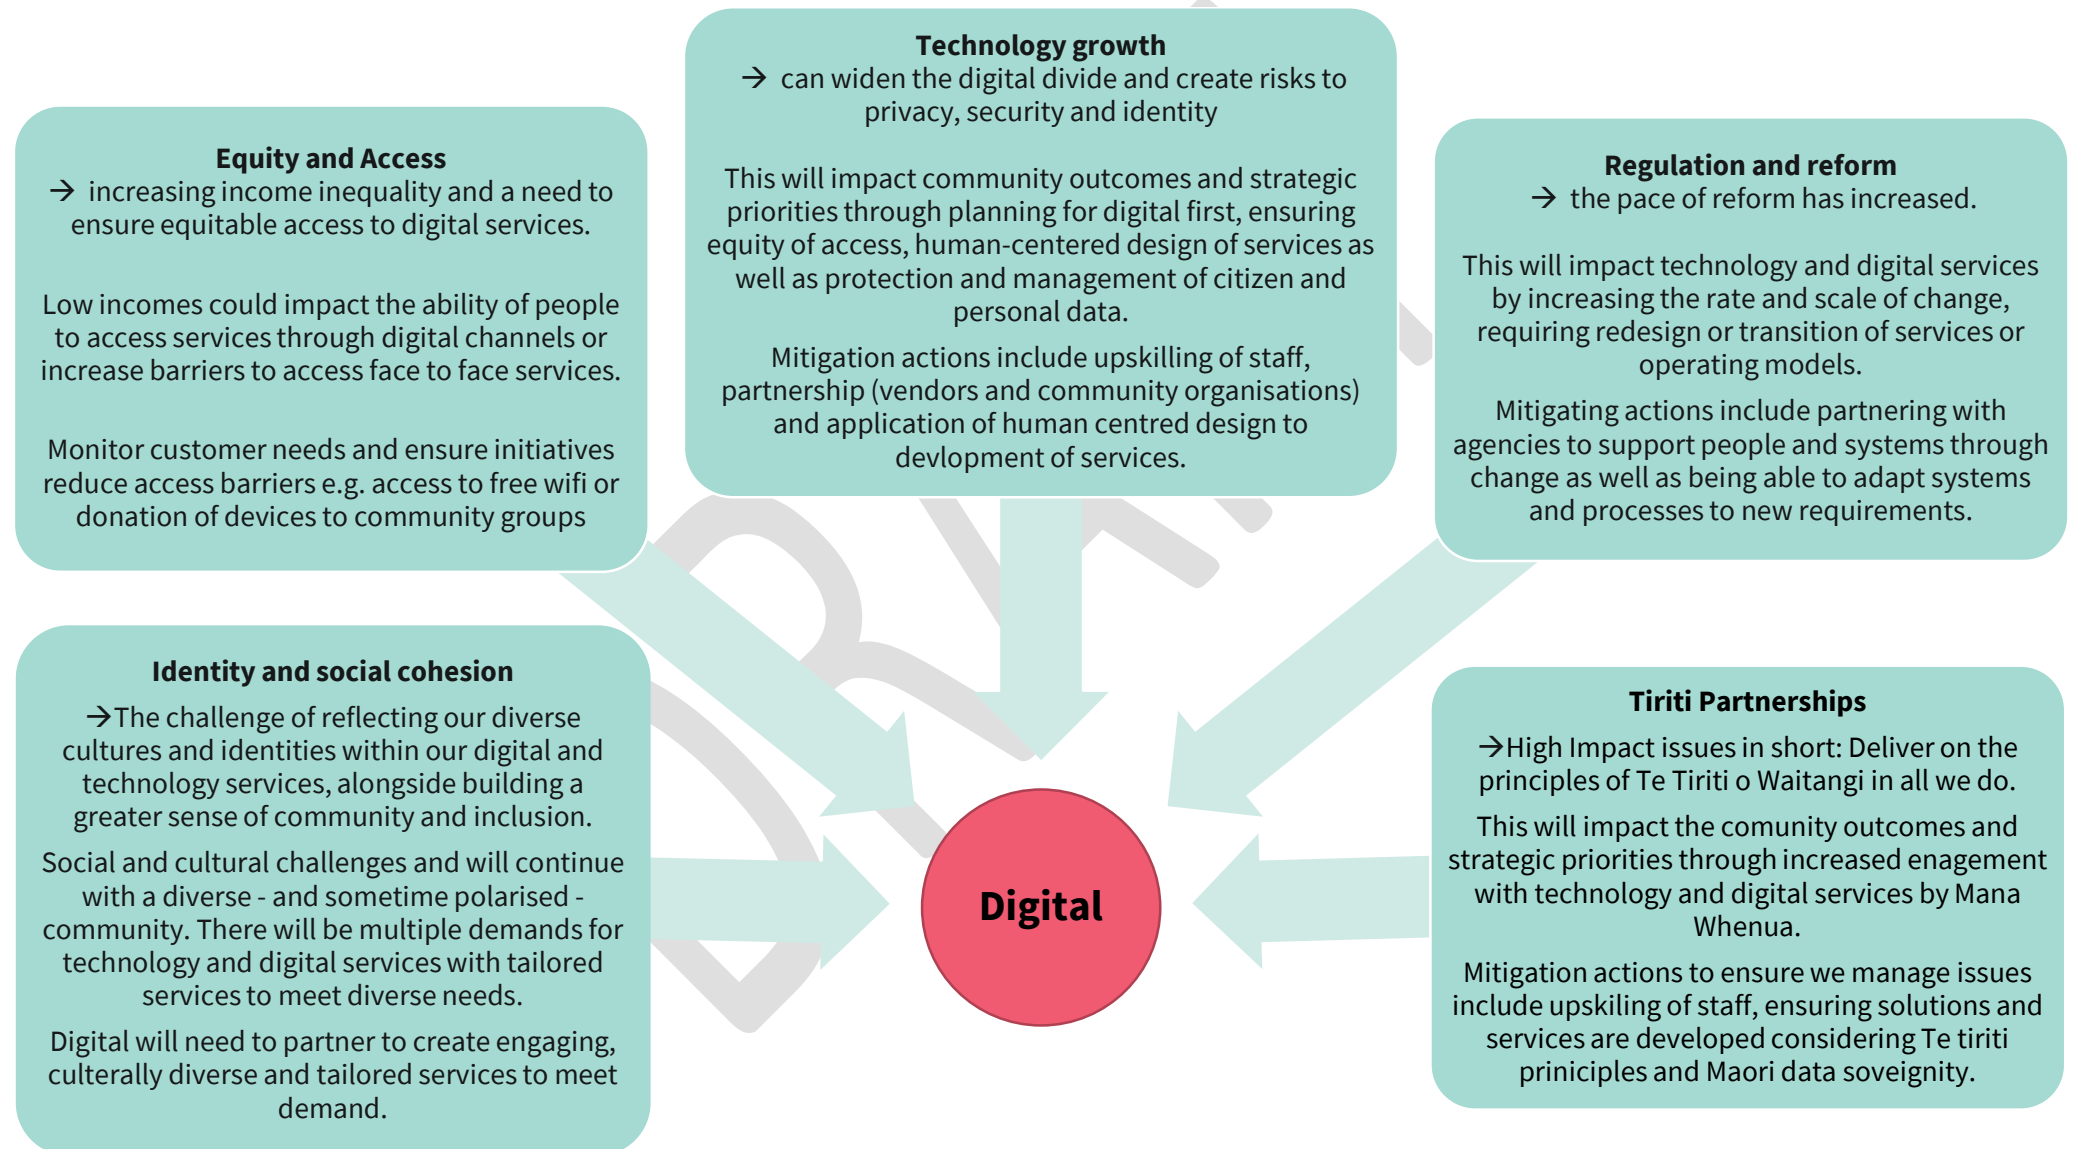 Technology growth
→ can widen the digital divide and create risks to
privacy, security and identity
This will impact community outcomes and strategic
priorities through planning for digital first, ensuring
equity of access, human-centered design of services as
well as protection and management of citizen and
personal data.
Mitigation actions include upskilling of staff,
partnership (vendors and community organisations)
and application of human centred design to
devlopment of services.
Equity and Access
→ increasing income inequality and a need to
ensure equitable access to digital services.
Low incomes could impact the ability of people
to access services through digital channels or
increase barriers to access face to face services.
Monitor customer needs and ensure initiatives
reduce access barriers e.g. access to free wifi or
donation of devices to community groups
Regulation and reform
→ the pace of reform has increased.
This will impact technology and digital services
by increasing the rate and scale of change,
requiring redesign or transition of services or
operating models.
Mitigating actions include partnering with
agencies to support people and systems through
change as well as being able to adapt systems
and processes to new requirements.
Identity and social cohesion
→The challenge of reflecting our diverse
cultures and identities within our digital and
technology services, alongside building a
greater sense of community and inclusion.
Social and cultural challenges and will continue
with a diverse - and sometime polarised -
community. There will be multiple demands for
technology and digital services with tailored
services to meet diverse needs.
Digital will need to partner to create engaging,
culterally diverse and tailored services to meet
demand.
Tiriti Partnerships
→High Impact issues in short: Deliver on the
principles of Te Tiriti o Waitangi in all we do.
This will impact the comunity outcomes and
strategic priorities through increased enagement
with technology and digital services by Mana
Whenua.
Mitigation actions to ensure we manage issues
include upskiling of staff, ensuring solutions and
services are developed considering Te tiriti
priniciples and Maori data soveignity.
Digital
DRAFT